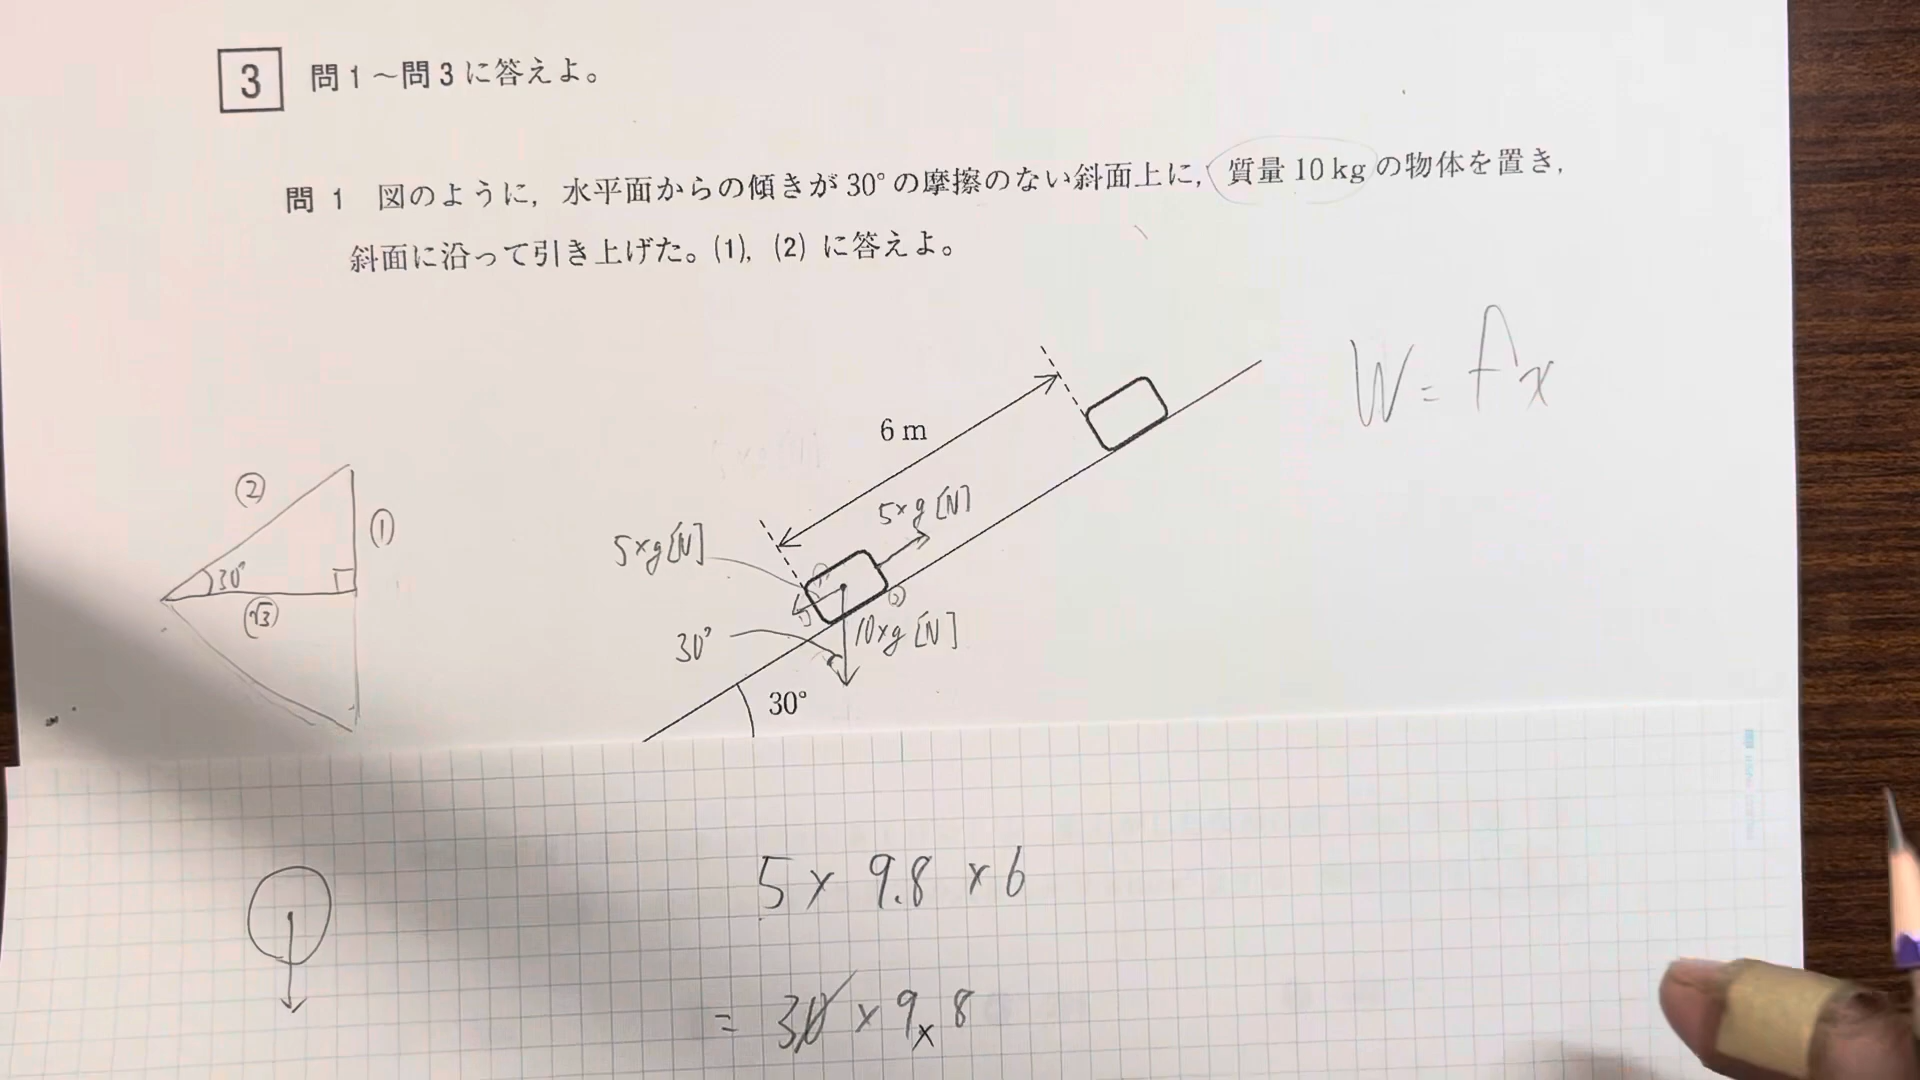 3 問1～問3に答えよ。
問 1 図のように，水平面からの傾きが30°の摩擦のない斜面上に，質量10 kgの物体を置き，
斜面に沿って引き上げた。(1)，(2) に答えよ。
W = fx
6 m
② ①
5×g[N]
5×g[N]
30°
√3
10×g[N]
30°
30°
5 × 9.8 × 6
= 30 × 9.8